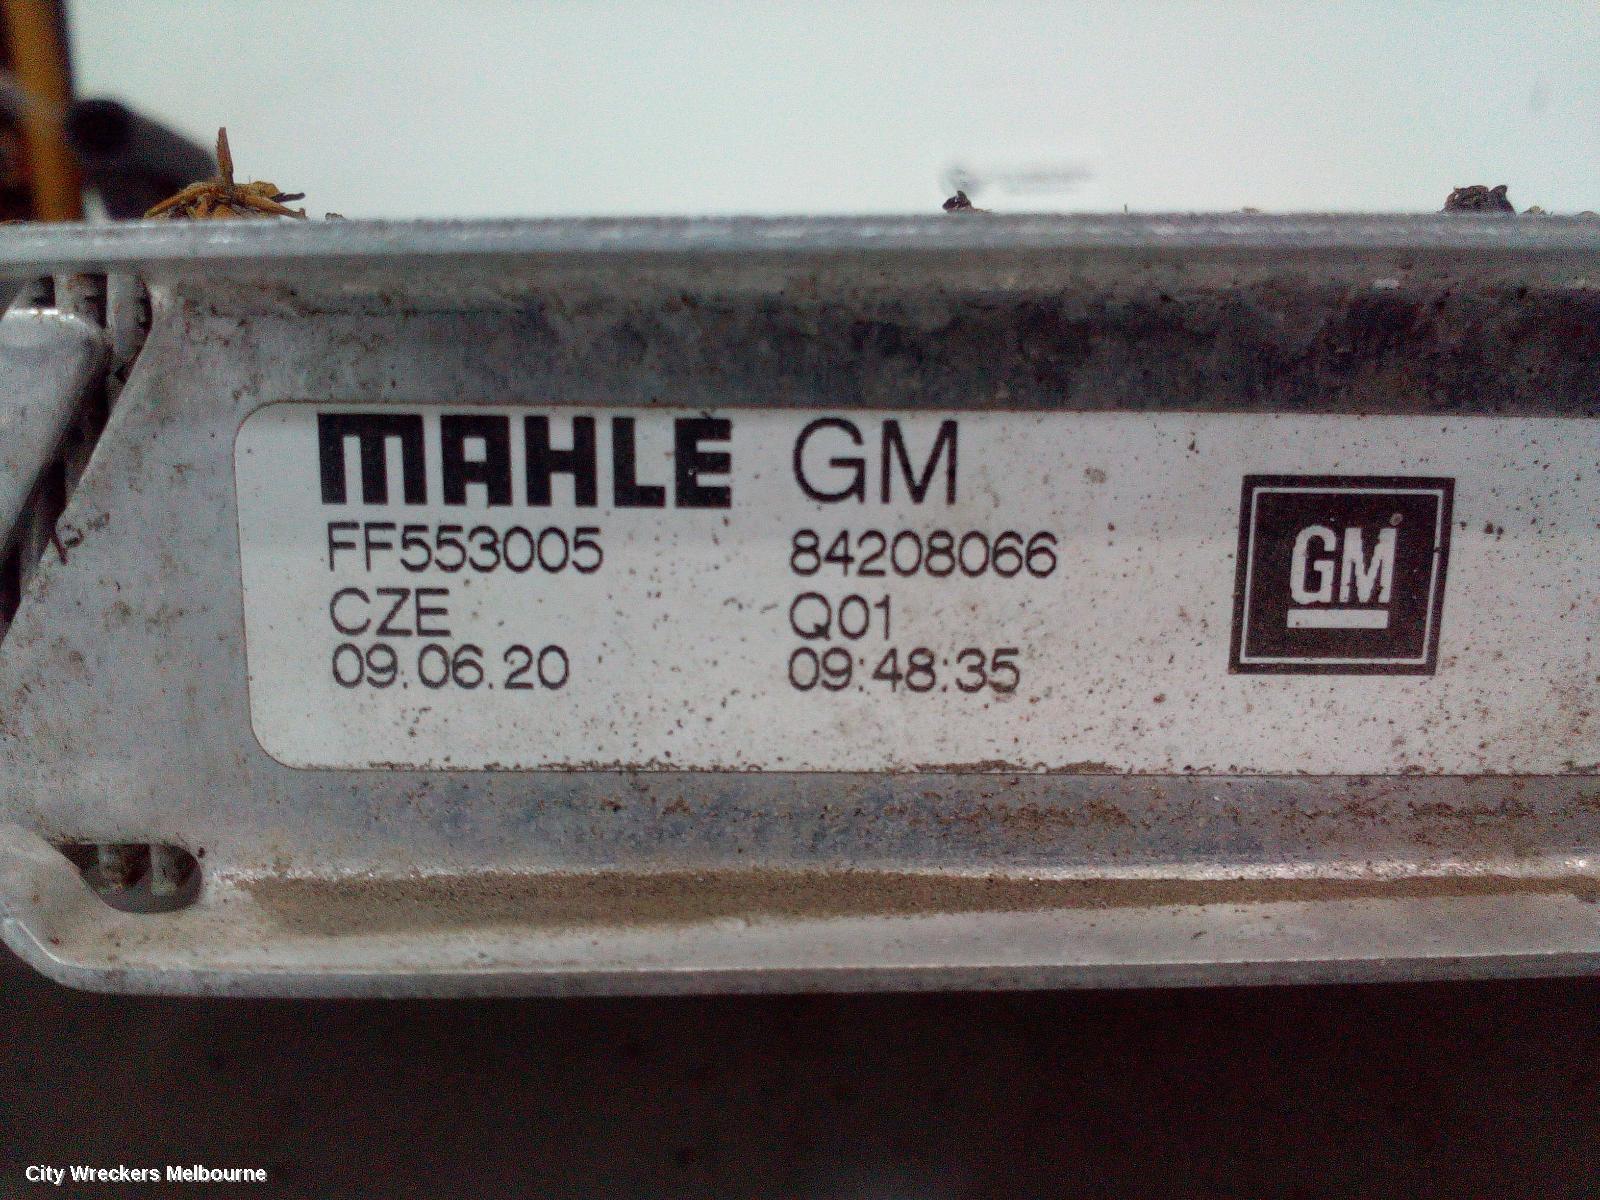 MAHLE GM
FF553005 84208066
CZE Q01
09.06.20 09:48:35
GM
City Wreckers Melbourne